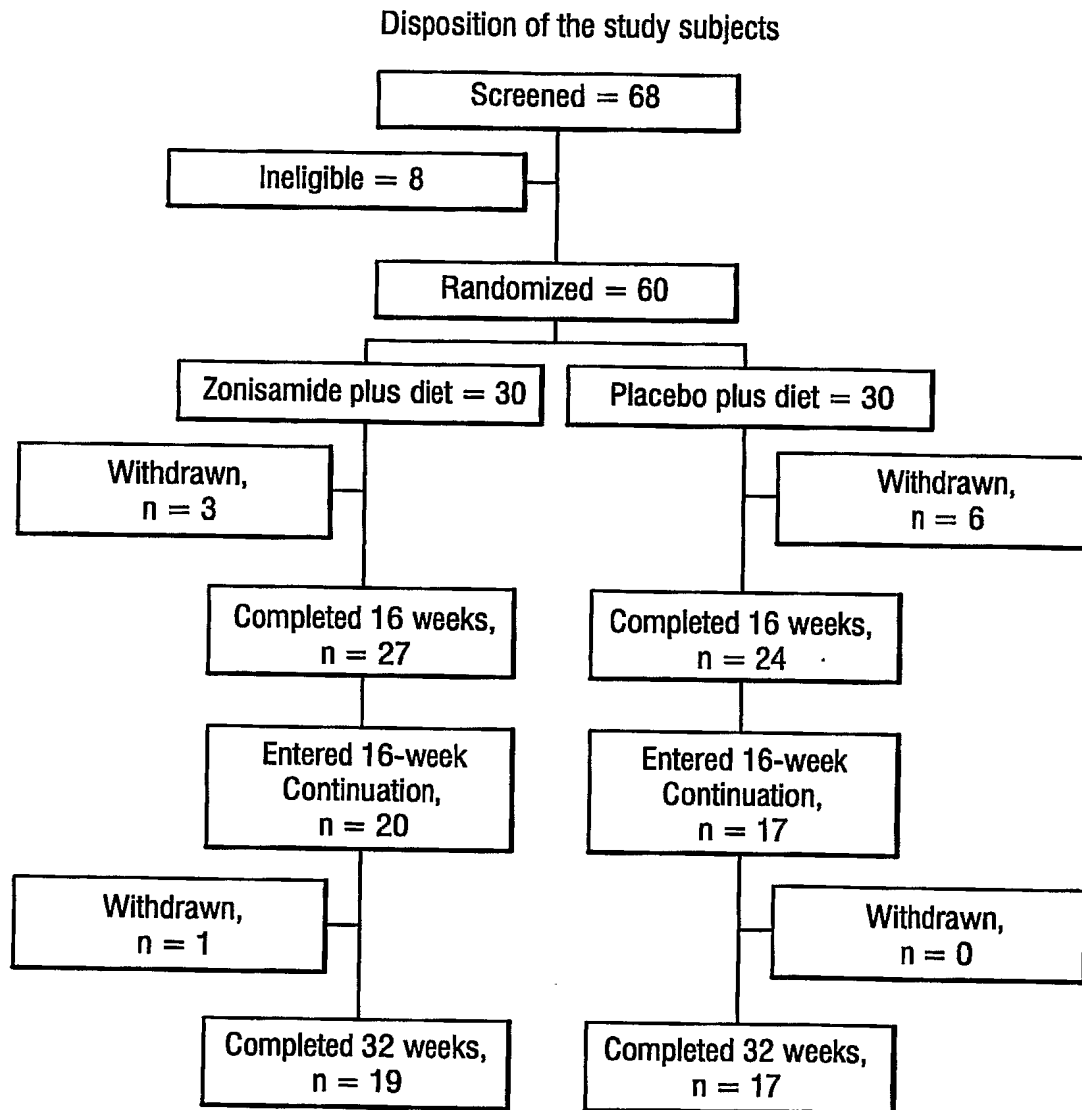 Disposition of the study subjects
Screened = 68
Ineligible = 8
Randomized = 60
Zonisamide plus diet = 30
Placebo plus diet = 30
Withdrawn,
n = 3
Withdrawn,
n = 6
Completed 16 weeks,
n = 27
Completed 16 weeks,
n = 24
Entered 16-week
Continuation,
n = 20
Entered 16-week
Continuation,
n = 17
Withdrawn,
n = 1
Withdrawn,
n = 0
Completed 32 weeks,
n = 19
Completed 32 weeks,
n = 17